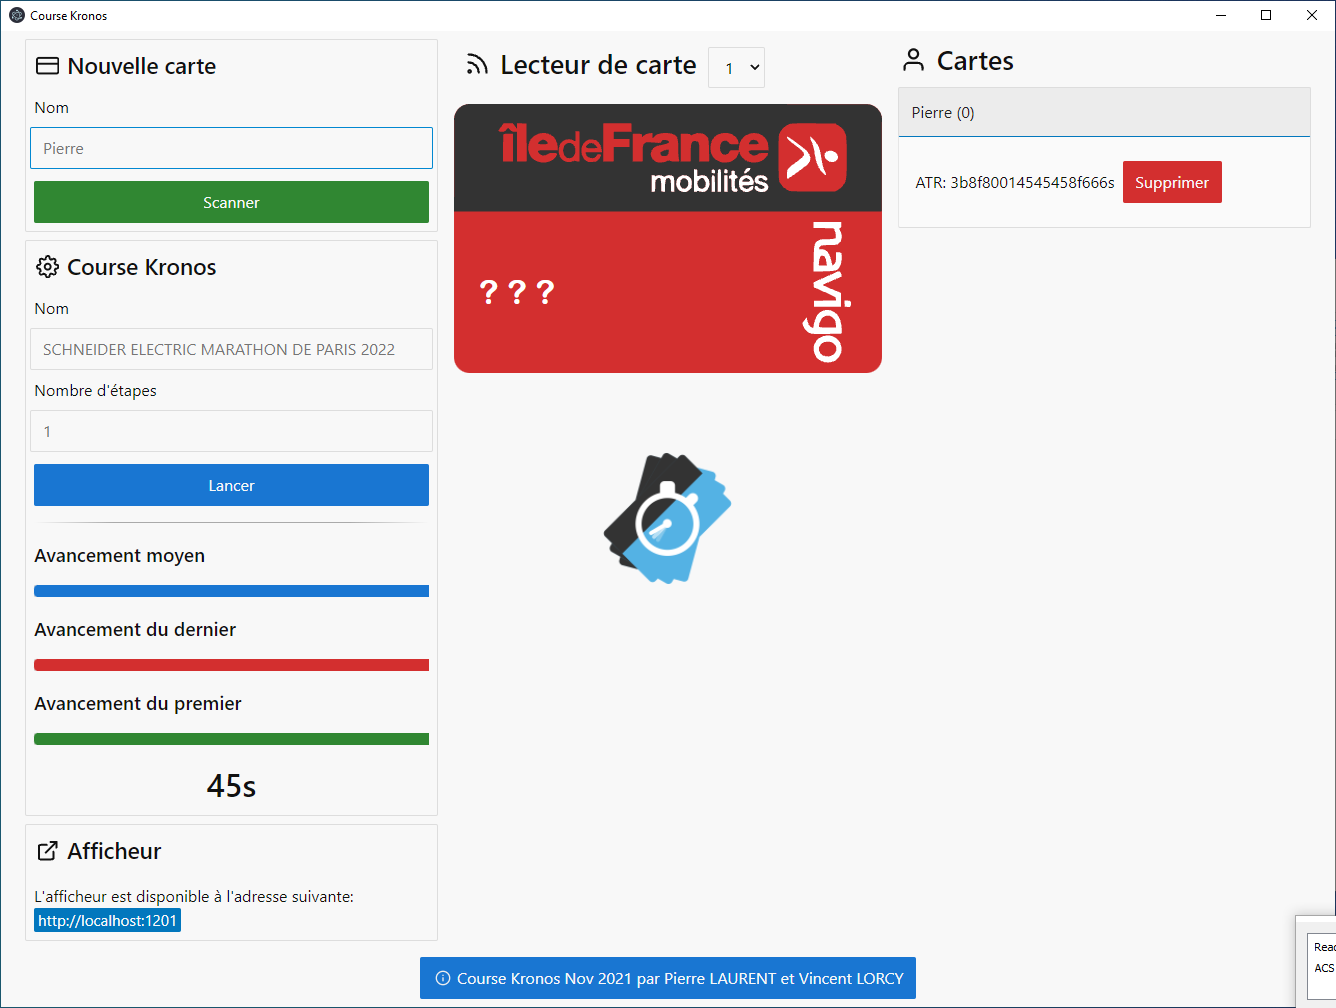 Course Kronos
Nouvelle carte
Nom
Pierre
Scanner
Course Kronos
Nom
SCHNEIDER ELECTRIC MARATHON DE PARIS 2022
Nombre d'étapes
1
Lancer
Avancement moyen
Avancement du dernier
Avancement du premier
45s
Afficheur
L'afficheur est disponible à l'adresse suivante:
http://localhost:1201
Lecteur de carte
1
îledeFrance
mobilités
navigo
? ? ?
Cartes
Pierre (0)
ATR: 3b8f80014545458f666s
Supprimer
Course Kronos Nov 2021 par Pierre LAURENT et Vincent LORCY
ACS